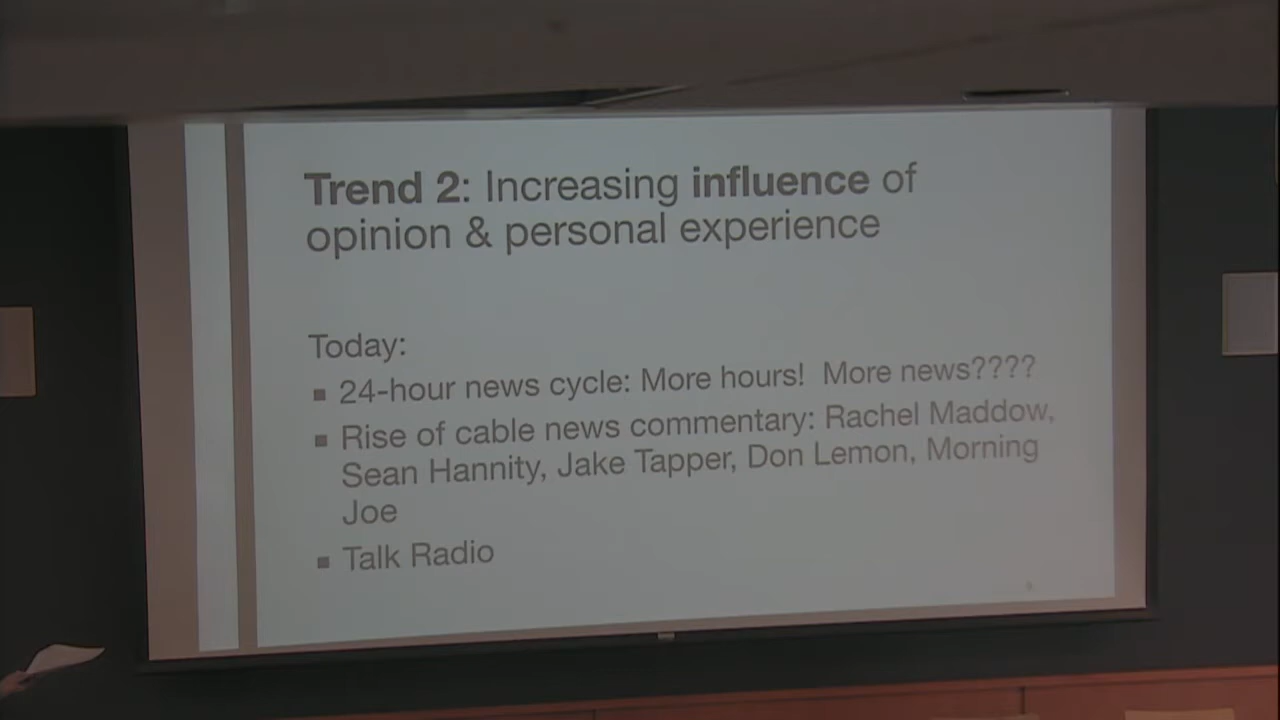 Trend 2: Increasing influence of
opinion & personal experience
Today:
▪ 24-hour news cycle: More hours! More news????
▪ Rise of cable news commentary: Rachel Maddow,
Sean Hannity, Jake Tapper, Don Lemon, Morning
Joe
▪ Talk Radio